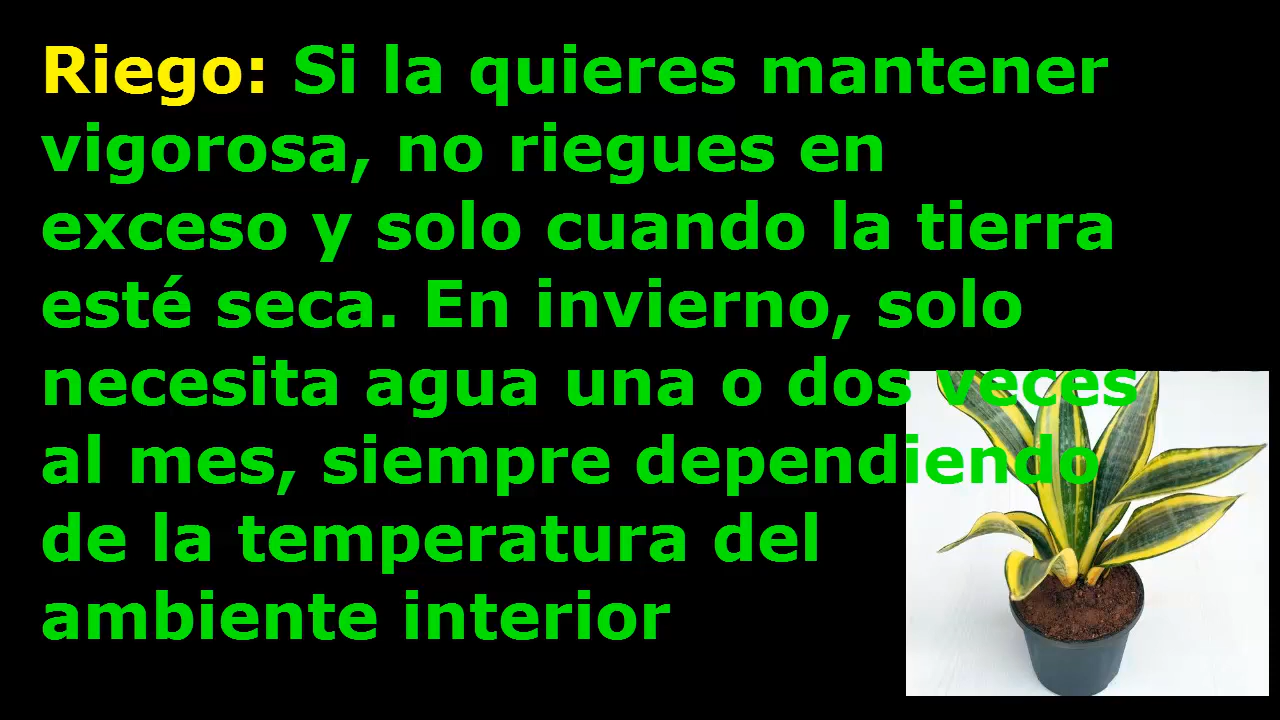 Riego: Si la quieres mantener
vigorosa, no riegues en
exceso y solo cuando la tierra
esté seca. En invierno, solo
necesita agua una o dos veces
al mes, siempre dependiendo
de la temperatura del
ambiente interior